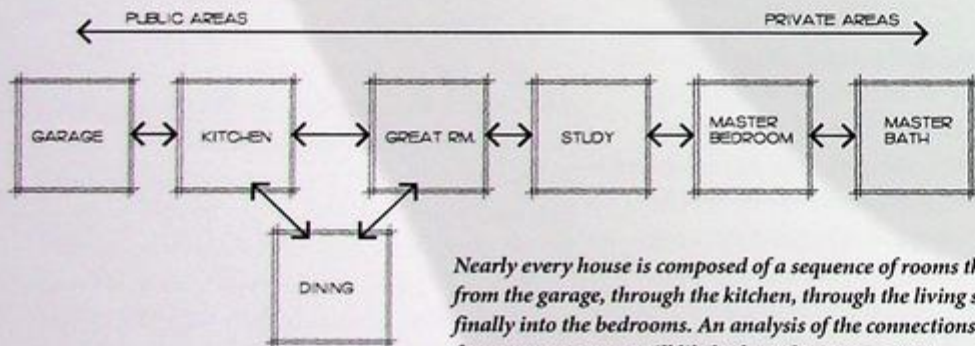 PUBLIC AREAS
PRIVATE AREAS
GARAGE
KITCHEN
GREAT RM.
STUDY
MASTER
BEDROOM
MASTER
BATH
DINING
Nearly every house is composed of a sequence of rooms
from the garage, through the kitchen, through the living
finally into the bedrooms. An analysis of the connections